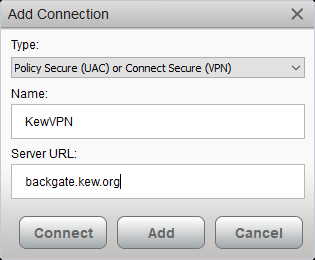 Add Connection
Type:
Policy Secure (UAC) or Connect Secure (VPN)
Name:
KewVPN
Server URL:
backgate.kew.org
Connect Add Cancel